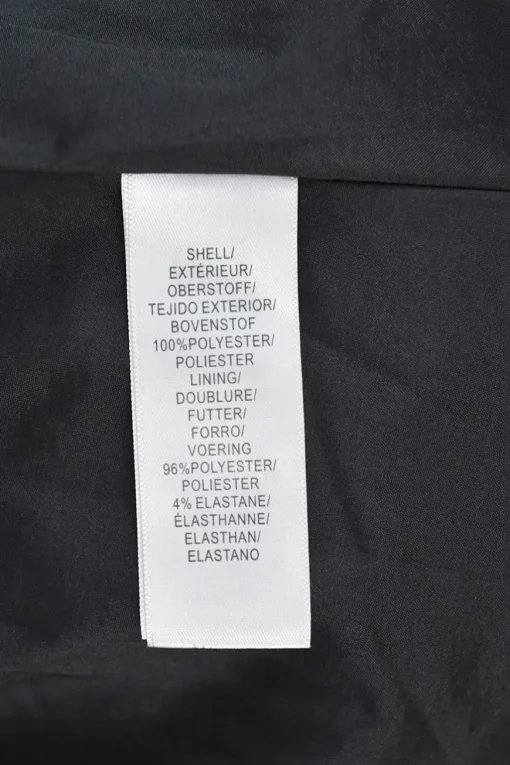 SHELL/
EXTÉRIEUR/
OBERSTOFF/
TEJIDO EXTERIOR/
BOVENSTOF
100%POLYESTER/
POLIESTER
LINING/
DOUBLURE/
FUTTER/
FORRO/
VOERING
96%POLYESTER/
POLIESTER
4% ELASTANE/
ÉLASTHANNE/
ELASTHAN/
ELASTANO